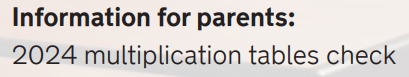 Information for parents:
2024 multiplication tables check